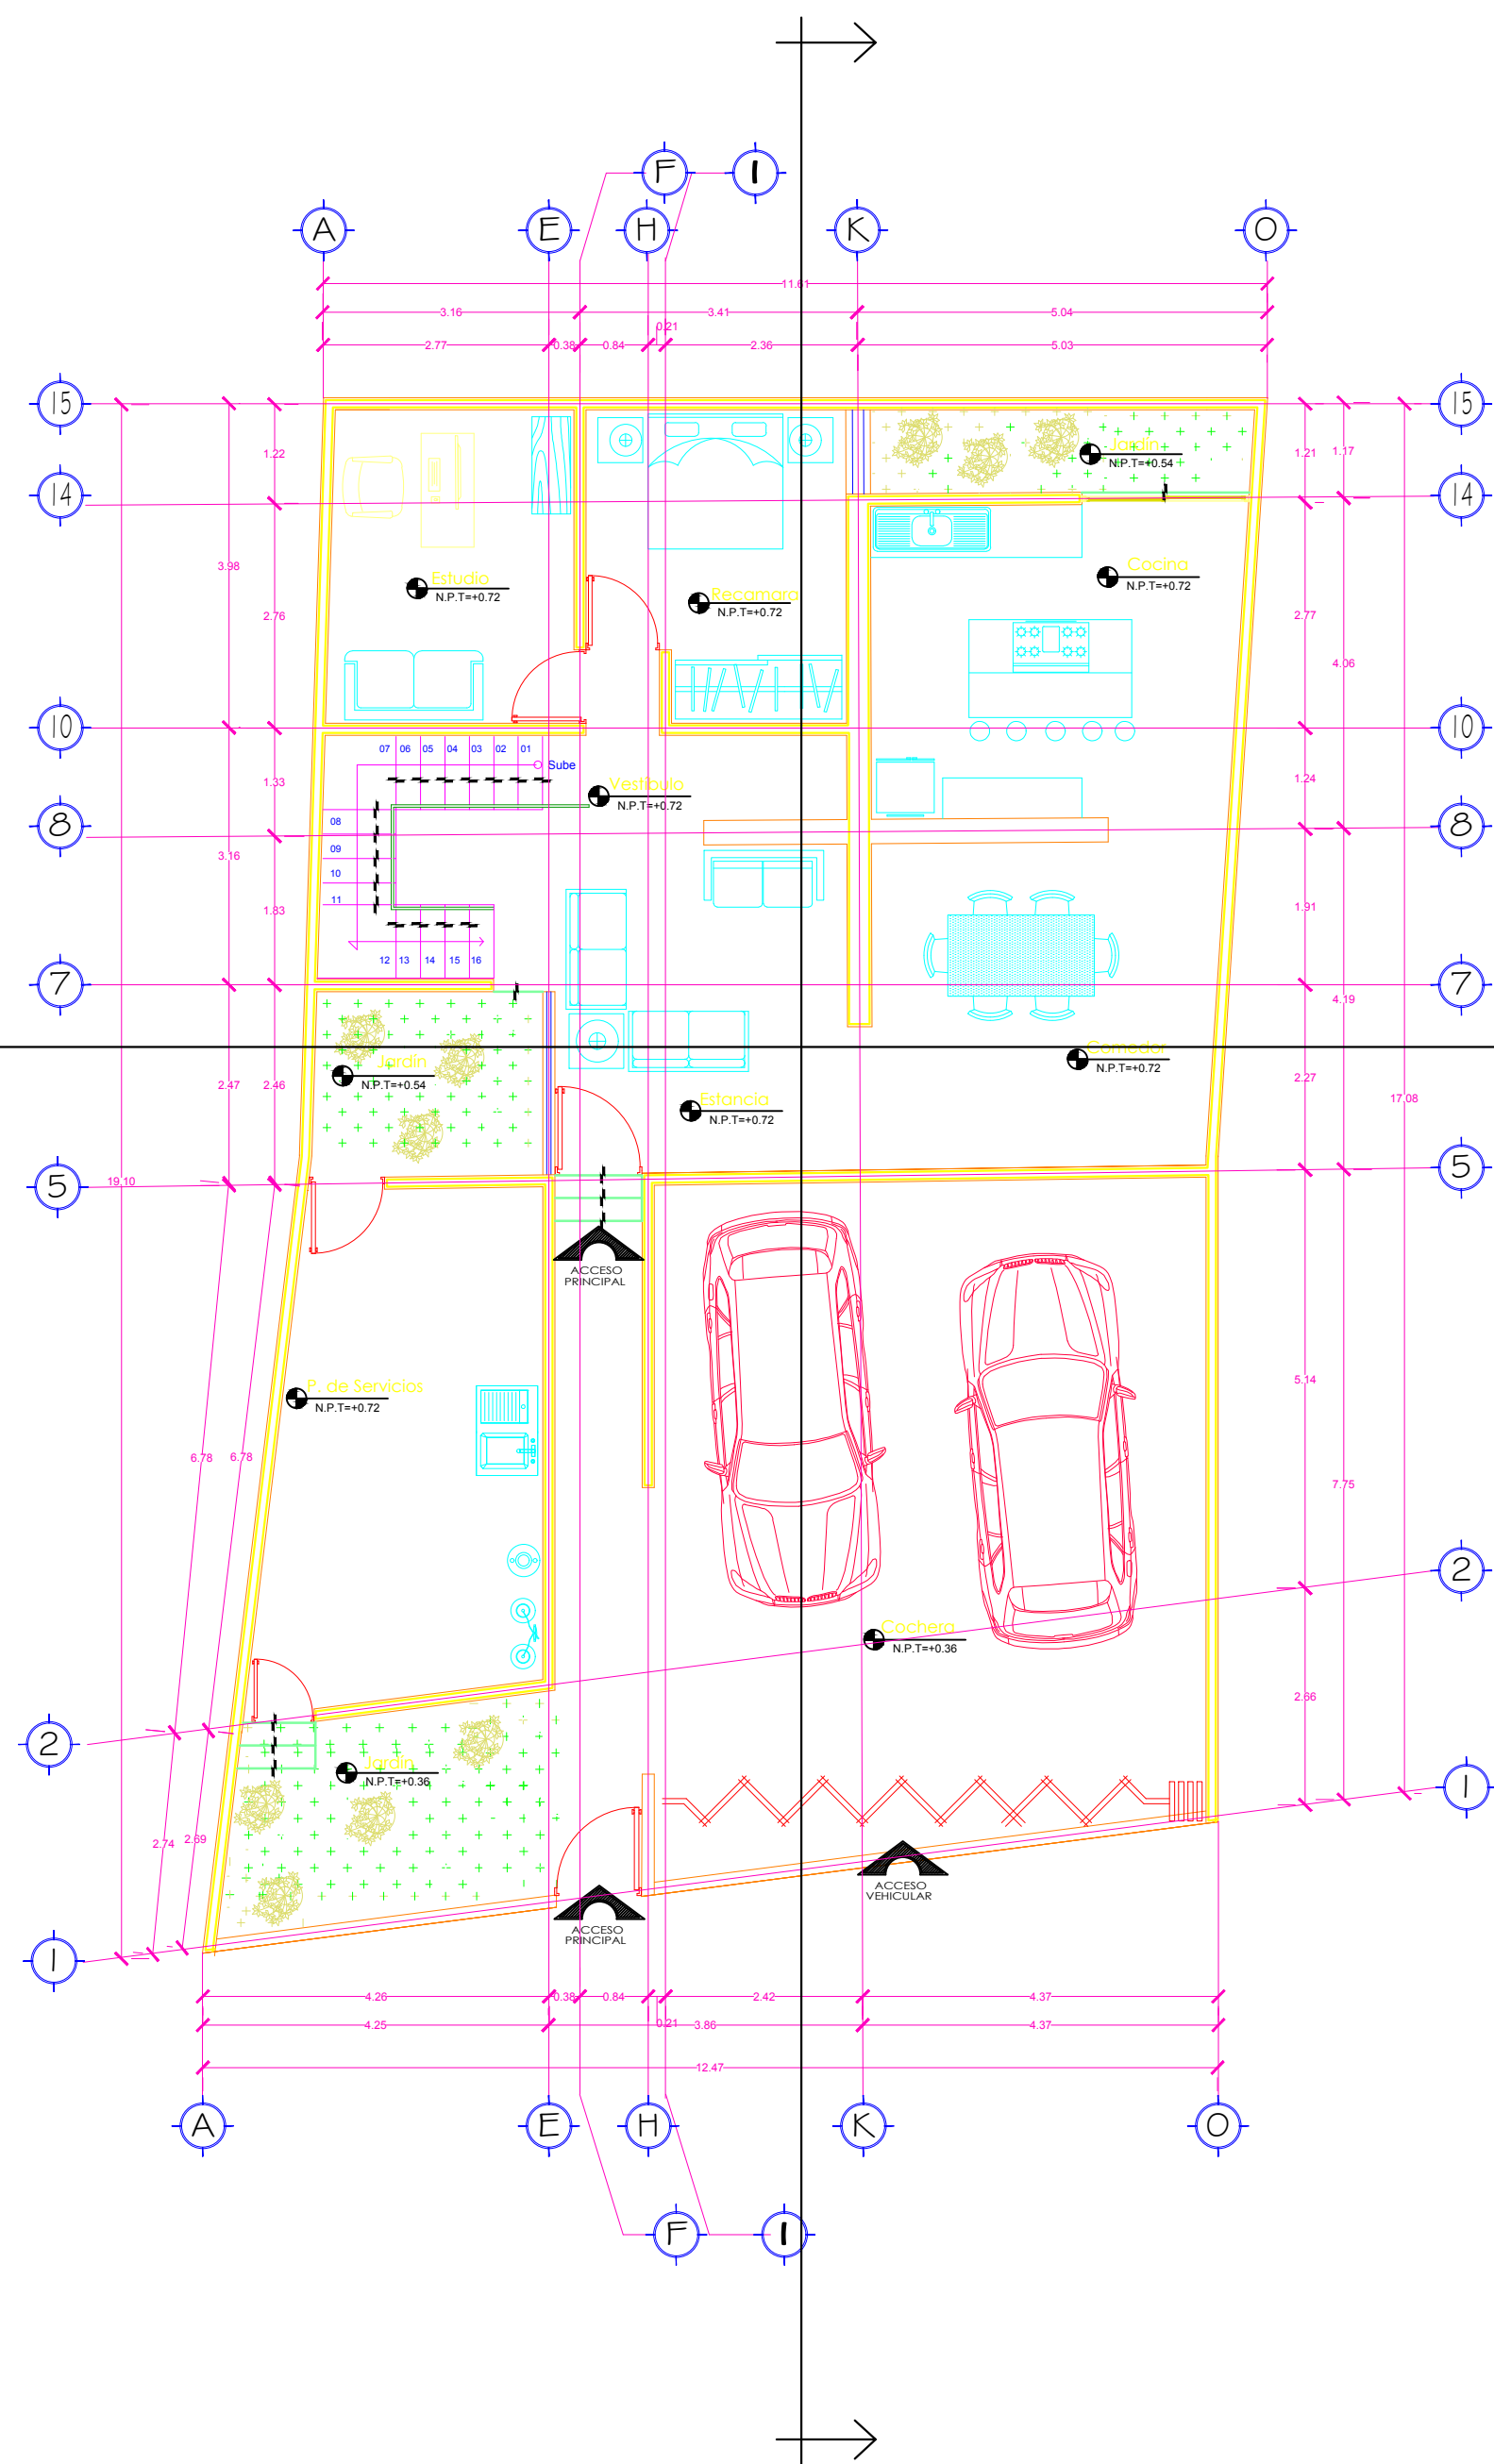 F I
A E H K O
11.61
3.16 3.41 5.04
0.21
2.77 0.38 0.84 2.36 5.03
15 15
Jardin
N.P.T=+0.54
1.22 1.21 1.17
14 14
3.98
Estudio
N.P.T=+0.72
Recamara
N.P.T=+0.72
Cocina
N.P.T=+0.72
2.76 2.77
4.06
10 10
07 06 05 04 03 02 01
Sube
1.33 1.24
Vestibulo
N.P.T=+0.72
08
8 8
09
3.16
10
11
1.83 1.91
12 13 14 15 16
7 7
4.19
Jardin
N.P.T=+0.54
Comedor
N.P.T=+0.72
2.47 2.46 2.27
Estancia
N.P.T=+0.72
17.08
5 5
19.10
ACCESO
PRINCIPAL
5.14
P. de Servicios
N.P.T=+0.72
6.78 6.78
7.75
2
Cochera
N.P.T=+0.36
2.66
2
Jardin
N.P.T=+0.36
1
2.74 2.69
ACCESO
VEHICULAR
ACCESO
PRINCIPAL
1
4.26 0.38 0.84 2.42 4.37
4.25 0.21 3.86 4.37
12.47
A E H K O
F I